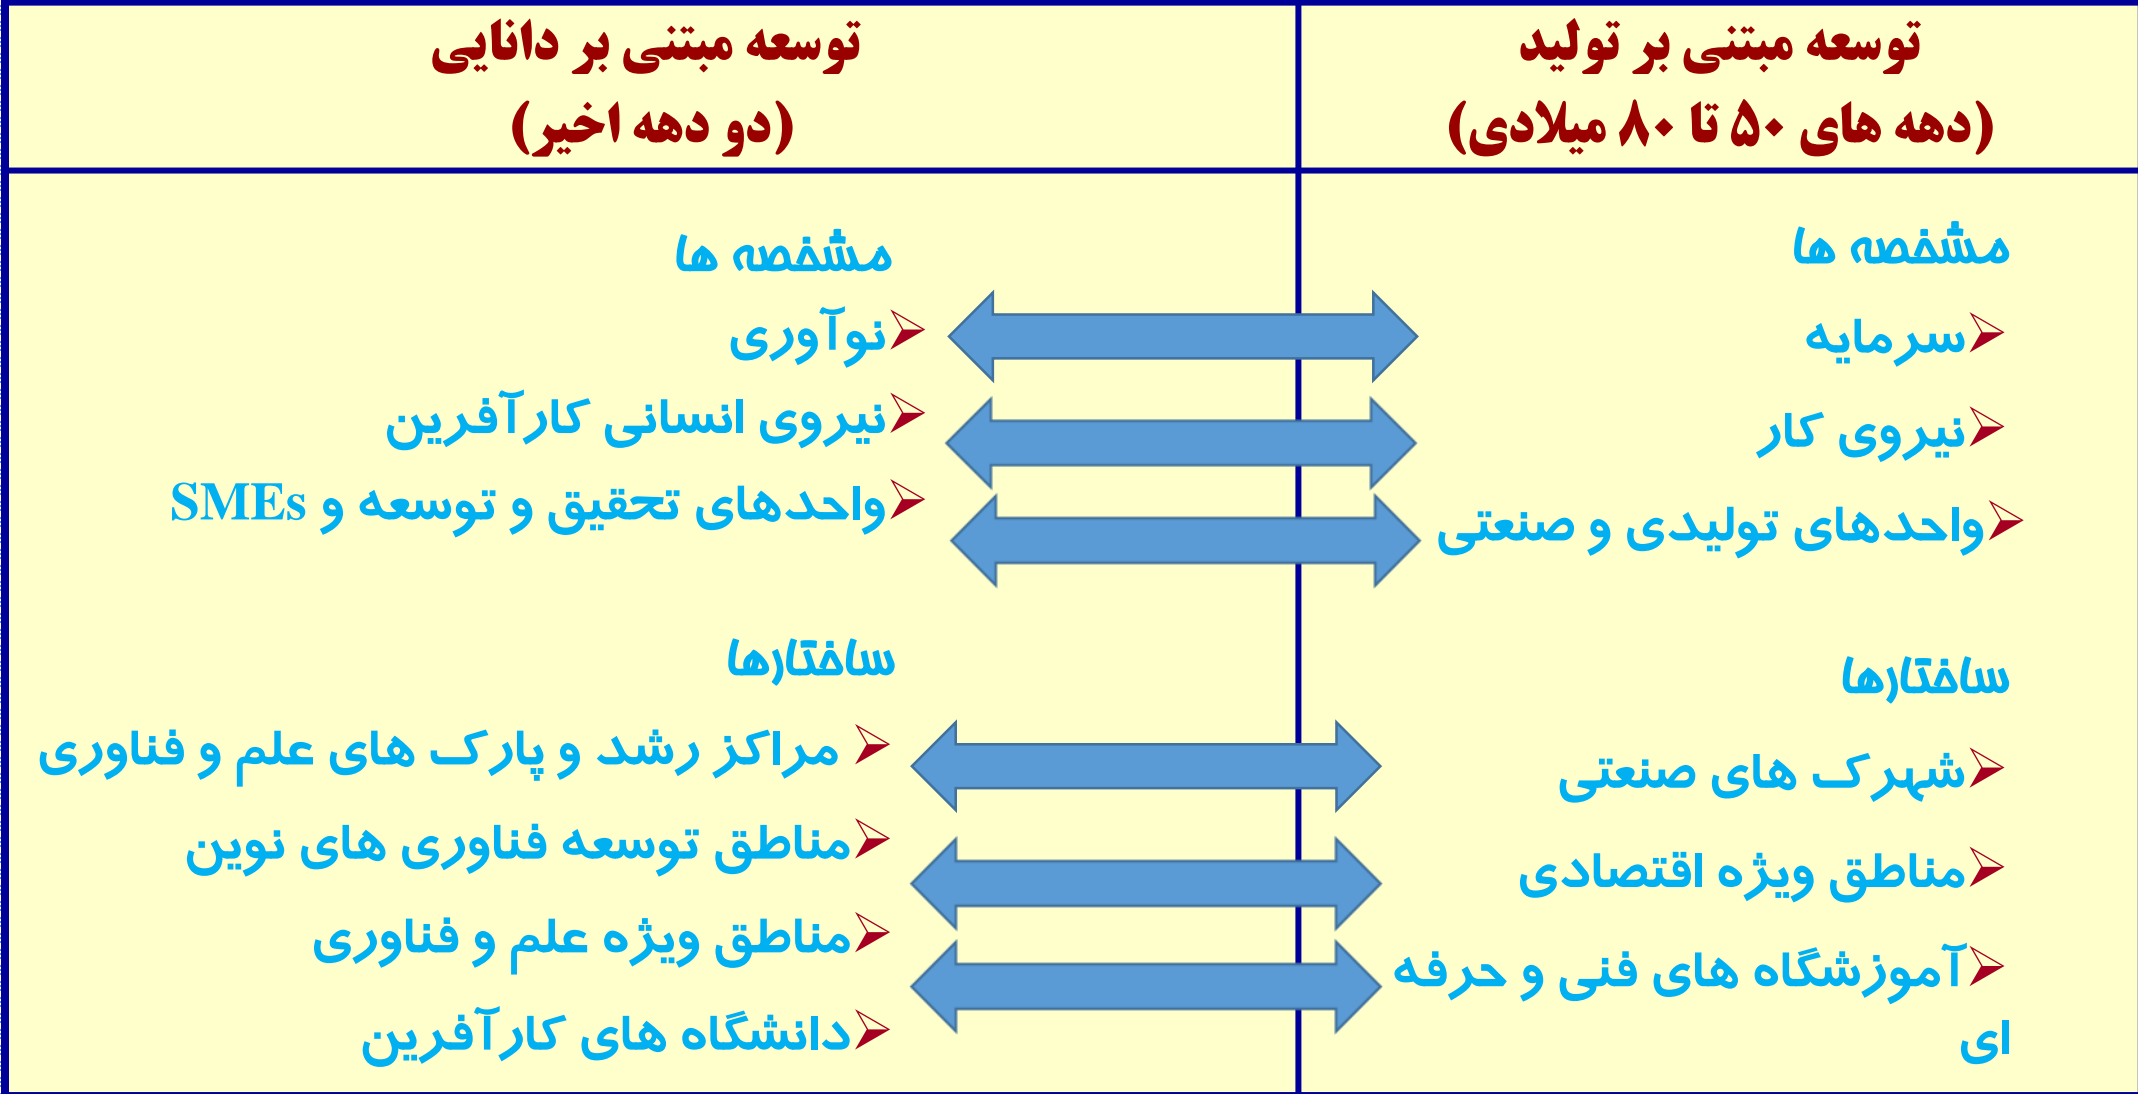 توسعه مبتنی بر تولید
(دهه های ۵۰ تا ۸۰ میلادی)
مشخصه ها
سرمایه
نیروی کار
واحدهای تولیدی و صنعتی
ساختارها
شهرک های صنعتی
مناطق ویژه اقتصادی
آموزشگاه های فنی و حرفه
ای
توسعه مبتنی بر دانایی
(دو دهه اخیر)
مشخصه ها
نوآوری
نیروی انسانی کارآفرین
واحدهای تحقیق و توسعه و SMEs
ساختارها
مراکز رشد و پارک های علم و فناوری
مناطق توسعه فناوری های نوین
مناطق ویژه علم و فناوری
دانشگاه های کارآفرین